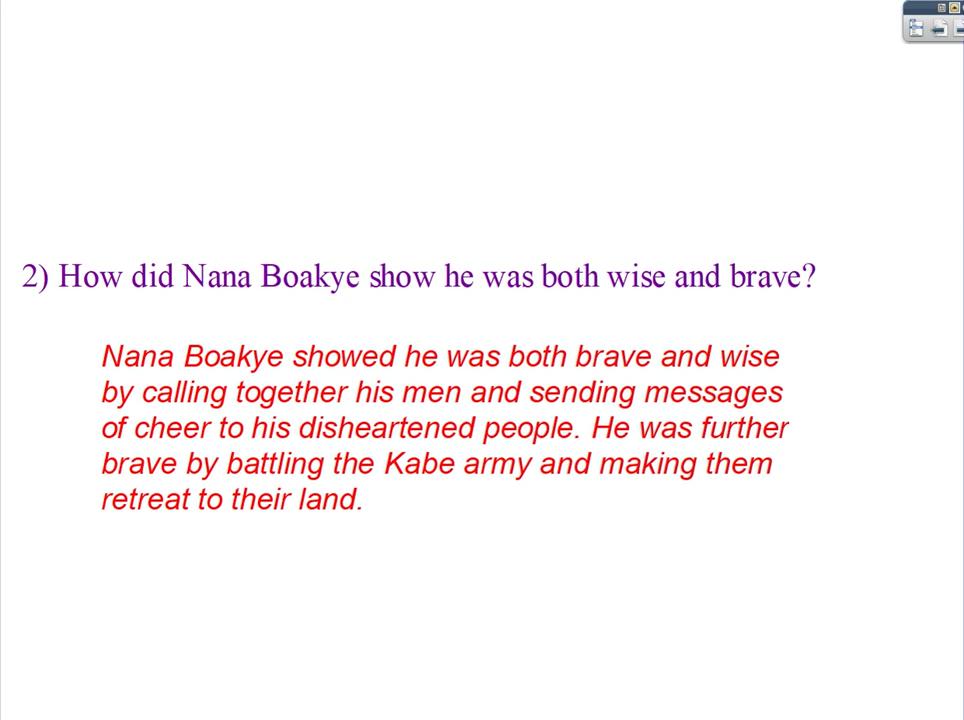 2) How did Nana Boakye show he was both wise and brave?
Nana Boakye showed he was both brave and wise
by calling together his men and sending messages
of cheer to his disheartened people. He was further
brave by battling the Kabe army and making them
retreat to their land.